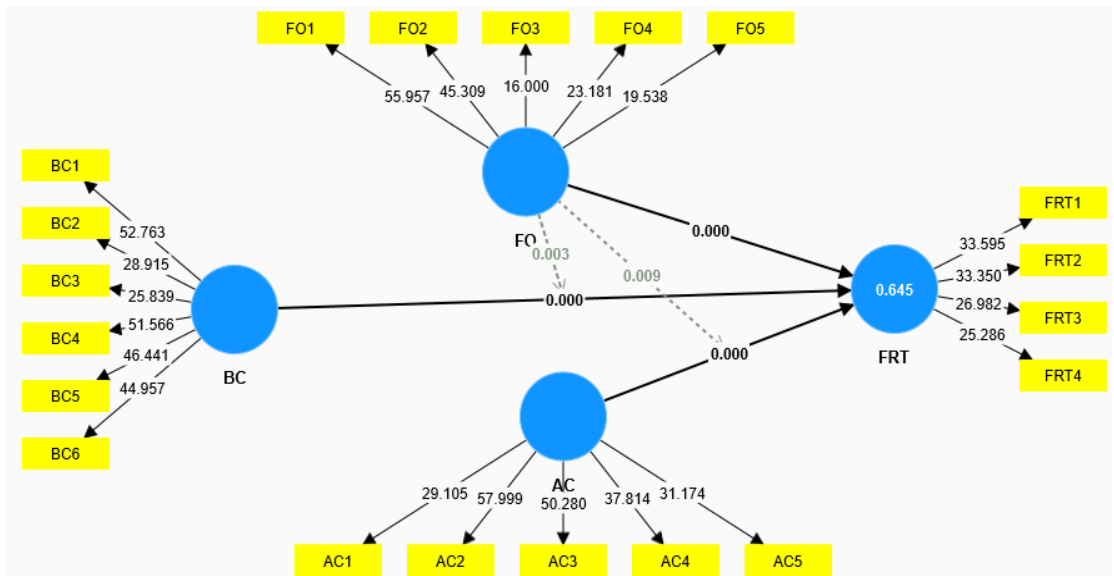 FO1 FO2 FO3 FO4 FO5
55.957 45.309 16.000 23.181 19.538
BC1
BC2
BC3
BC4
BC5
BC6
52.763
28.915
25.839
51.566
46.441
44.957
BC
FO
0.003
0.009
0.000
0.000
0.000
0.645
FRT
33.595
33.350
26.982
25.286
FRT1
FRT2
FRT3
FRT4
AC
29.105 57.999 50.280 37.814 31.174
AC1 AC2 AC3 AC4 AC5